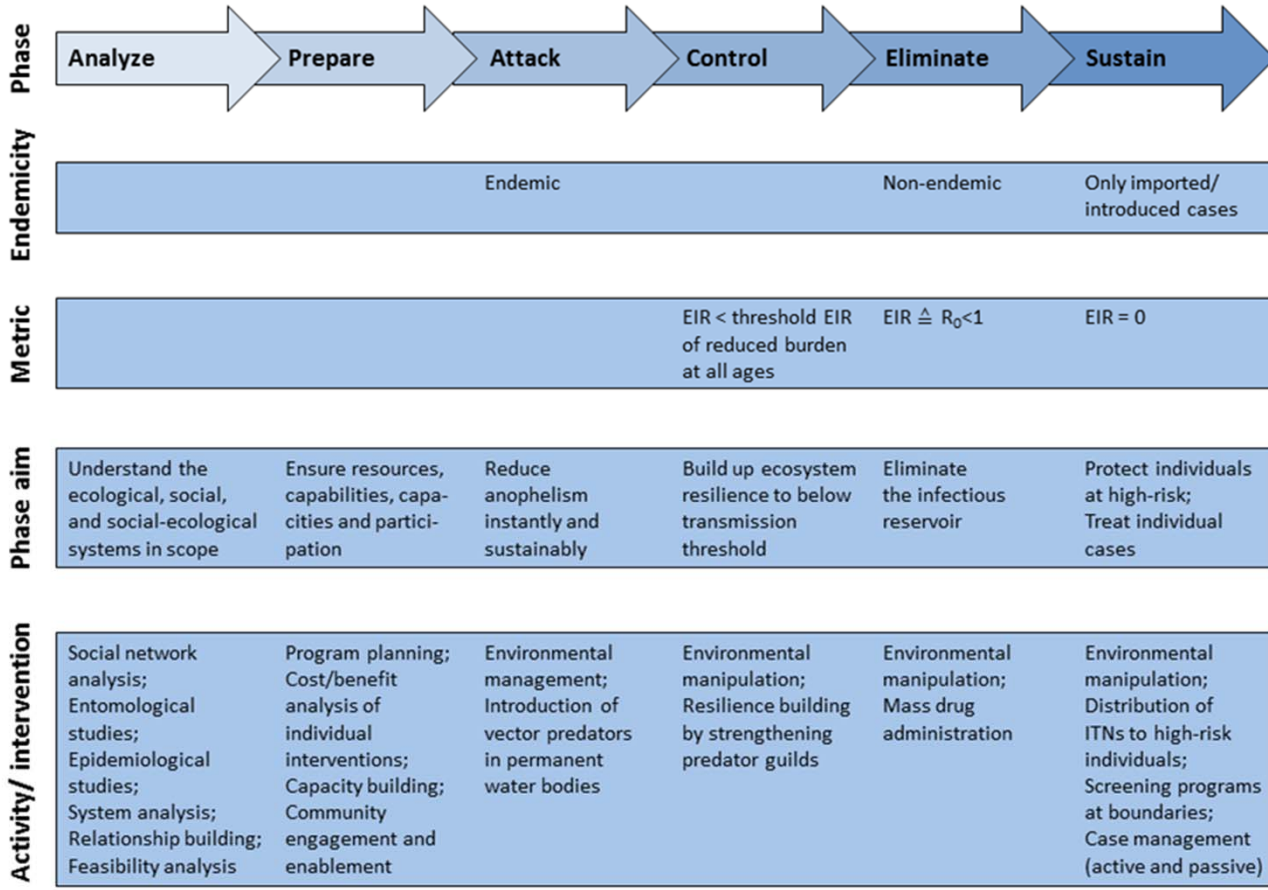 Phase
Analyze
Prepare
Attack
Control
Eliminate
Sustain
Endemicity
Endemic
Non-endemic
Only imported/
introduced cases
Metric
EIR < threshold EIR
of reduced burden
at all ages
EIR ≙ R₀<1
EIR = 0
Phase aim
Understand the
ecological, social,
and social-ecological
systems in scope
Ensure resources,
capabilities, capa-
cities and partici-
pation
Reduce
anophelism
instantly and
sustainably
Build up ecosystem
resilience to below
transmission
threshold
Eliminate
the infectious
reservoir
Protect individuals
at high-risk;
Treat individual
cases
Activity/ intervention
Social network
analysis;
Entomological
studies;
Epidemiological
studies;
System analysis;
Relationship building;
Feasibility analysis
Program planning;
Cost/benefit
analysis of
individual
interventions;
Capacity building;
Community
engagement and
enablement
Environmental
management;
Introduction of
vector predators
in permanent
water bodies
Environmental
manipulation;
Resilience building
by strengthening
predator guilds
Environmental
manipulation;
Mass drug
administration
Environmental
manipulation;
Distribution of
ITNs to high-risk
individuals;
Screening programs
at boundaries;
Case management
(active and passive)